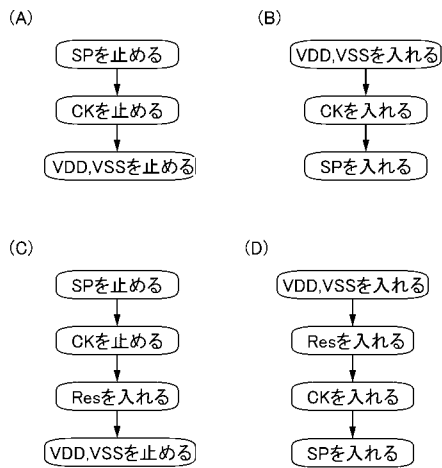 (A)
SPを止める
CKを止める
VDD,VSSを止める
(B)
VDD,VSSを入れる
CKを入れる
SPを入れる
(C)
SPを止める
CKを止める
Resを入れる
VDD,VSSを止める
(D)
VDD,VSSを入れる
Resを入れる
CKを入れる
SPを入れる